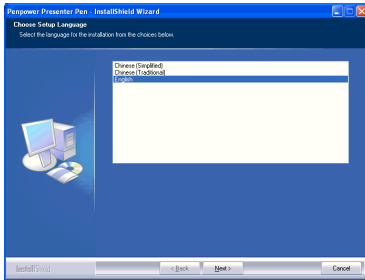 Penpower Presenter Pen - InstallShield Wizard
Choose Setup Language
Select the language for the installation from the choices below.
Chinese (Simplified)
Chinese (Traditional)
English
InstallShield
< Back
Next >
Cancel